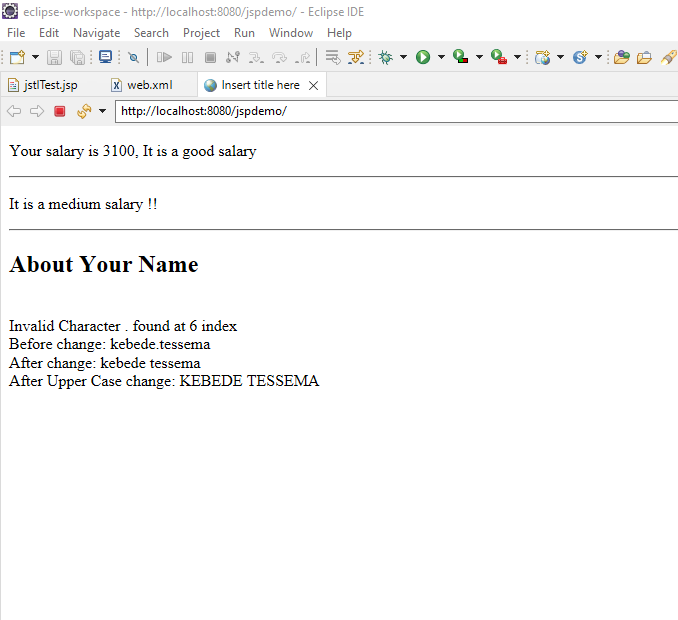 eclipse-workspace - http://localhost:8080/jspdemo/ - Eclipse IDE
File Edit Navigate Search Project Run Window Help
jstlTest.jsp web.xml Insert title here
http://localhost:8080/jspdemo/
Your salary is 3100, It is a good salary
It is a medium salary !!
About Your Name
Invalid Character . found at 6 index
Before change: kebede.tessema
After change: kebede tessema
After Upper Case change: KEBEDE TESSEMA